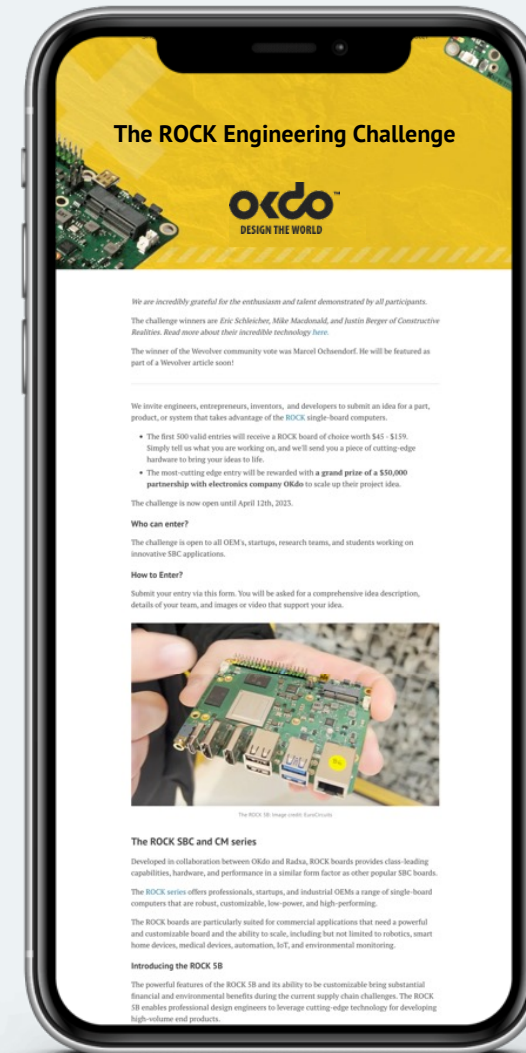 The ROCK Engineering Challenge
okdo™
DESIGN THE WORLD
We are incredibly grateful for the enthusiasm and talent demonstrated by all participants.
The challenge winners are Eric Schleicher, Mike Macdonald, and Justin Berger of Constructive
Realities. Read more about their incredible technology here.
The winner of the Wevolver community vote was Marcel Ochsendorf. He will be featured as
part of a Wevolver article soon!
We invite engineers, entrepreneurs, inventors, and developers to submit an idea for a part,
product, or system that takes advantage of the ROCK single-board computers.
• The first 500 valid entries will receive a ROCK board of choice worth $45 - $159.
Simply tell us what you are working on, and we'll send you a piece of cutting-edge
hardware to bring your ideas to life.
• The most-cutting edge entry will be rewarded with a grand prize of a $50,000
partnership with electronics company OKdo to scale up their project idea.
The challenge is now open until April 12th, 2023.
Who can enter?
The challenge is open to all OEM's, startups, research teams, and students working on
innovative SBC applications.
How to Enter?
Submit your entry via this form. You will be asked for a comprehensive idea description,
details of your team, and images or video that support your idea.
The ROCK 5B. Image credit: EuroCircuits
The ROCK SBC and CM series
Developed in collaboration between OKdo and Radxa, ROCK boards provides class-leading
capabilities, hardware, and performance in a similar form factor as other popular SBC boards.
The ROCK series offers professionals, startups, and industrial OEMs a range of single-board
computers that are robust, customizable, low-power, and high-performing.
The ROCK boards are particularly suited for commercial applications that need a powerful
and customizable board and the ability to scale, including but not limited to robotics, smart
home devices, medical devices, automation, IoT, and environmental monitoring.
Introducing the ROCK 5B
The powerful features of the ROCK 5B and its ability to be customizable bring substantial
financial and environmental benefits during the current supply chain challenges. The ROCK
5B enables professional design engineers to leverage cutting-edge technology for developing
high-volume end products.